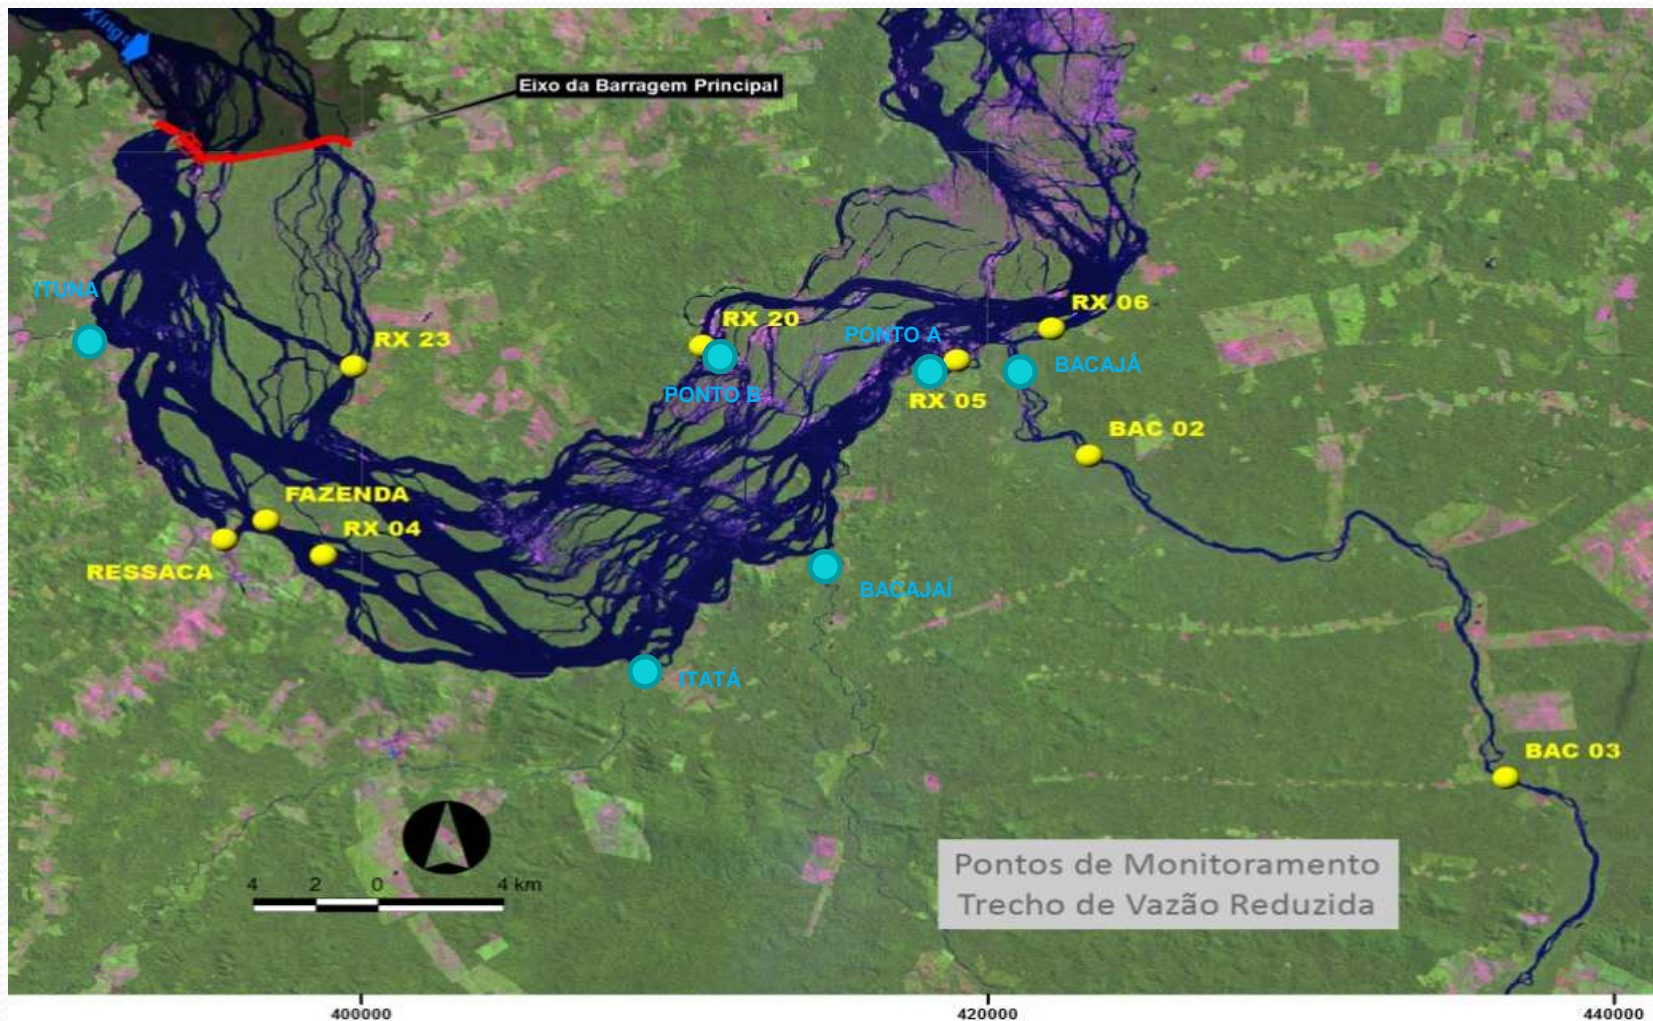 Xingu
Eixo da Barragem Principal
ITUNA
RX 23
RX 20
PONTO B
PONTO A
RX 06
BACAJÁ
RX 05
BAC 02
FAZENDA
RX 04
RESSACA
BACAJAÍ
ITATÁ
BAC 03
4 2 0 4 km
Pontos de Monitoramento
Trecho de Vazão Reduzida
400000 420000 440000